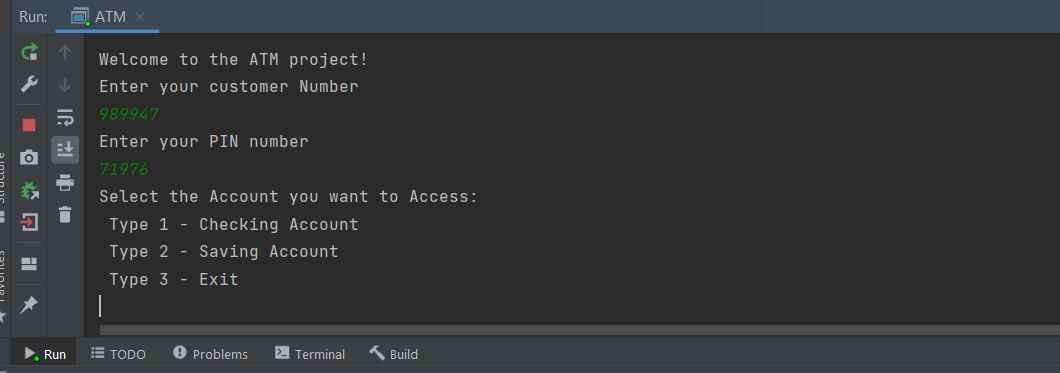 Run: ATM
Welcome to the ATM project!
Enter your customer Number
989947
Enter your PIN number
71976
Select the Account you want to Access:
Type 1 - Checking Account
Type 2 - Saving Account
Type 3 - Exit
Structure
Favorites
Run TODO Problems Terminal Build